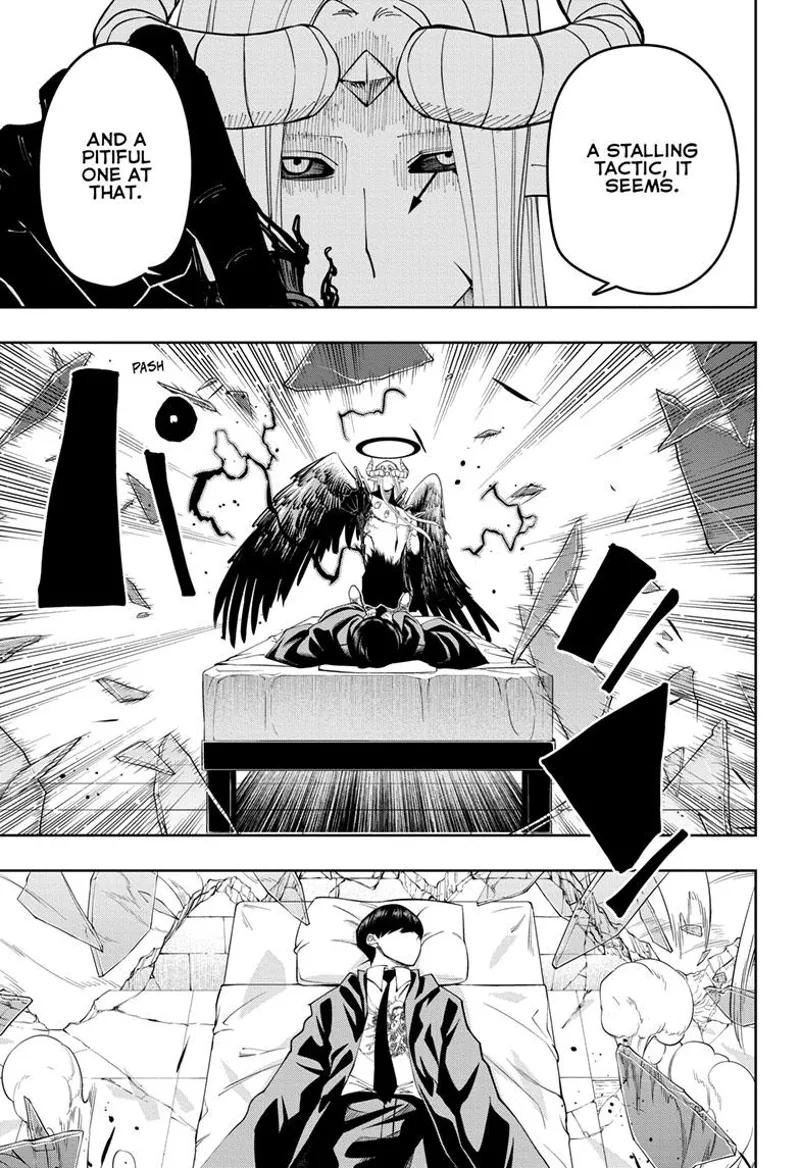 A STALLING
TACTIC, IT
SEEMS.
AND A
PITIFUL
ONE AT
THAT.
PASH